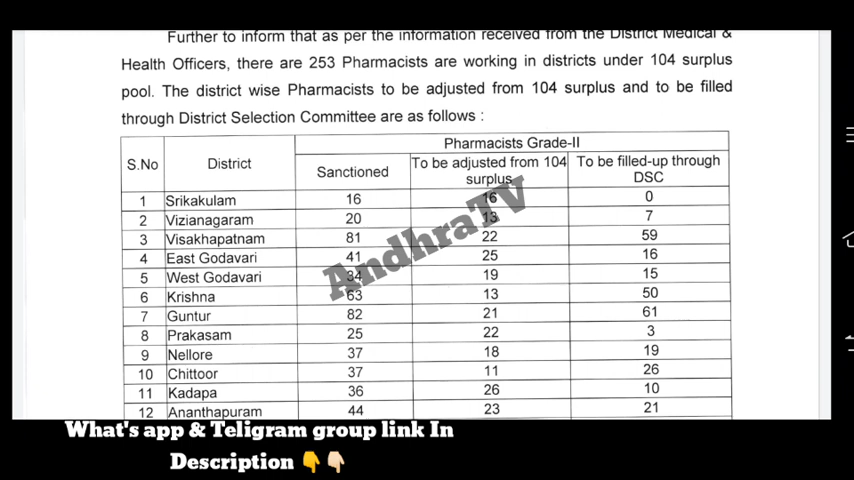 Further to inform that as per the information received from the District Medical &
Health Officers, there are 253 Pharmacists are working in districts under 104 surplus
pool. The district wise Pharmacists to be adjusted from 104 surplus and to be filled
through District Selection Committee are as follows :
S.No District Pharmacists Grade-II
Sanctioned To be adjusted from 104 surplus To be filled-up through DSC
1 Srikakulam 16 16 0
2 Vizianagaram 20 13 7
3 Visakhapatnam 81 22 59
4 East Godavari 41 25 16
5 West Godavari 34 19 15
6 Krishna 63 13 50
7 Guntur 82 21 61
8 Prakasam 25 22 3
9 Nellore 37 18 19
10 Chittoor 37 11 26
11 Kadapa 36 26 10
12 Ananthapuram 44 23 21
AndhraTV
What's app & Teligram group link In
Description 👇👇🏻